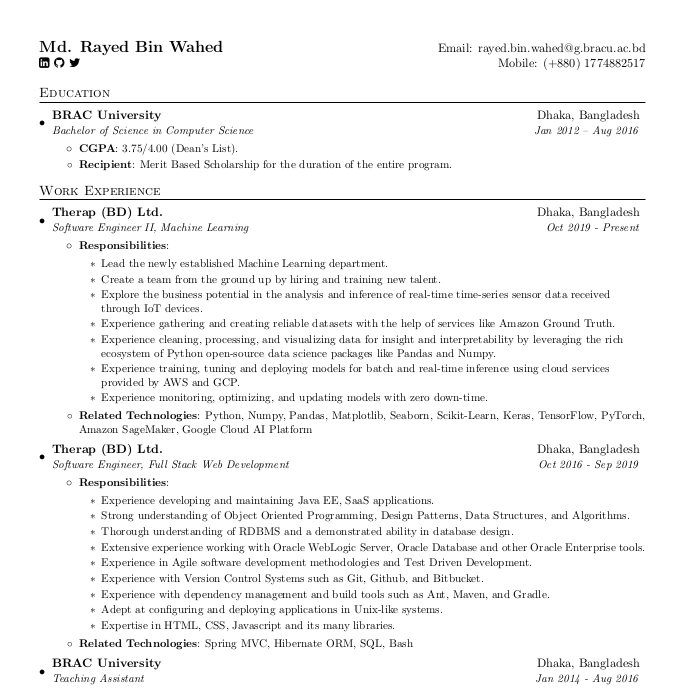 Md. Rayed Bin Wahed
Email: rayed.bin.wahed@g.bracu.ac.bd
Mobile: (+880) 1774882517
Education
BRAC University
Dhaka, Bangladesh
Bachelor of Science in Computer Science
Jan 2012 – Aug 2016
CGPA: 3.75/4.00 (Dean's List).
Recipient: Merit Based Scholarship for the duration of the entire program.
Work Experience
Therap (BD) Ltd.
Dhaka, Bangladesh
Software Engineer II, Machine Learning
Oct 2019 - Present
Responsibilities:
∗ Lead the newly established Machine Learning department.
∗ Create a team from the ground up by hiring and training new talent.
∗ Explore the business potential in the analysis and inference of real-time time-series sensor data received
through IoT devices.
∗ Experience gathering and creating reliable datasets with the help of services like Amazon Ground Truth.
∗ Experience cleaning, processing, and visualizing data for insight and interpretability by leveraging the rich
ecosystem of Python open-source data science packages like Pandas and Numpy.
∗ Experience training, tuning and deploying models for batch and real-time inference using cloud services
provided by AWS and GCP.
∗ Experience monitoring, optimizing, and updating models with zero down-time.
Related Technologies: Python, Numpy, Pandas, Matplotlib, Seaborn, Scikit-Learn, Keras, TensorFlow, PyTorch,
Amazon SageMaker, Google Cloud AI Platform
Therap (BD) Ltd.
Dhaka, Bangladesh
Software Engineer, Full Stack Web Development
Oct 2016 - Sep 2019
Responsibilities:
∗ Experience developing and maintaining Java EE, SaaS applications.
∗ Strong understanding of Object Oriented Programming, Design Patterns, Data Structures, and Algorithms.
∗ Thorough understanding of RDBMS and a demonstrated ability in database design.
∗ Extensive experience working with Oracle WebLogic Server, Oracle Database and other Oracle Enterprise tools.
∗ Experience in Agile software development methodologies and Test Driven Development.
∗ Experience with Version Control Systems such as Git, Github, and Bitbucket.
∗ Experience with dependency management and build tools such as Ant, Maven, and Gradle.
∗ Adept at configuring and deploying applications in Unix-like systems.
∗ Expertise in HTML, CSS, Javascript and its many libraries.
Related Technologies: Spring MVC, Hibernate ORM, SQL, Bash
BRAC University
Dhaka, Bangladesh
Teaching Assistant
Jan 2014 - Aug 2016